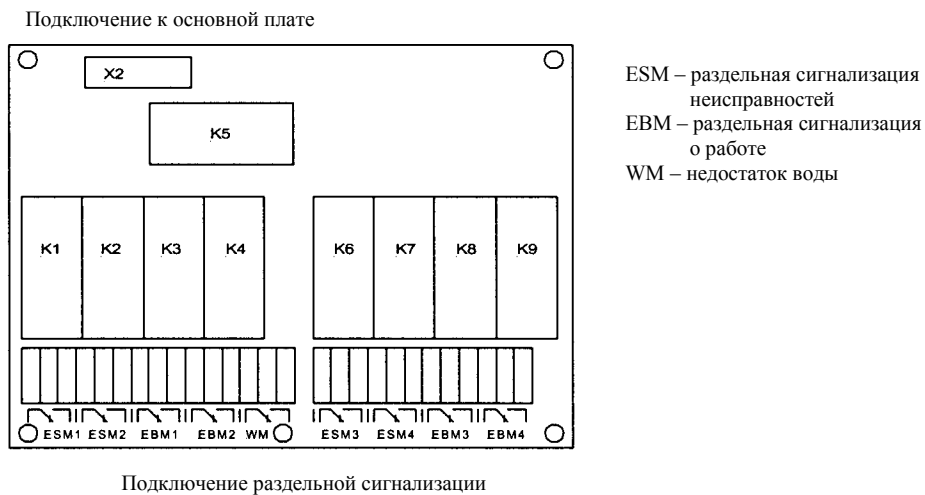 Подключение к основной плате
X2
K5
K1 K2 K3 K4 K6 K7 K8 K9
ESM1 ESM2 EBM1 EBM2 WM ESM3 ESM4 EBM3 EBM4
ESM – раздельная сигнализация
неисправностей
EBM – раздельная сигнализация
о работе
WM – недостаток воды
Подключение раздельной сигнализации